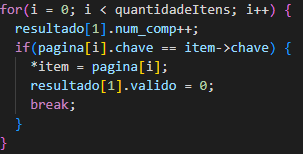 for(i = 0; i < quantidadeItens; i++) {
  resultado[1].num_comp++;
  if(pagina[i].chave == item->chave) {
    *item = pagina[i];
    resultado[1].valido = 0;
    break;
  }
}